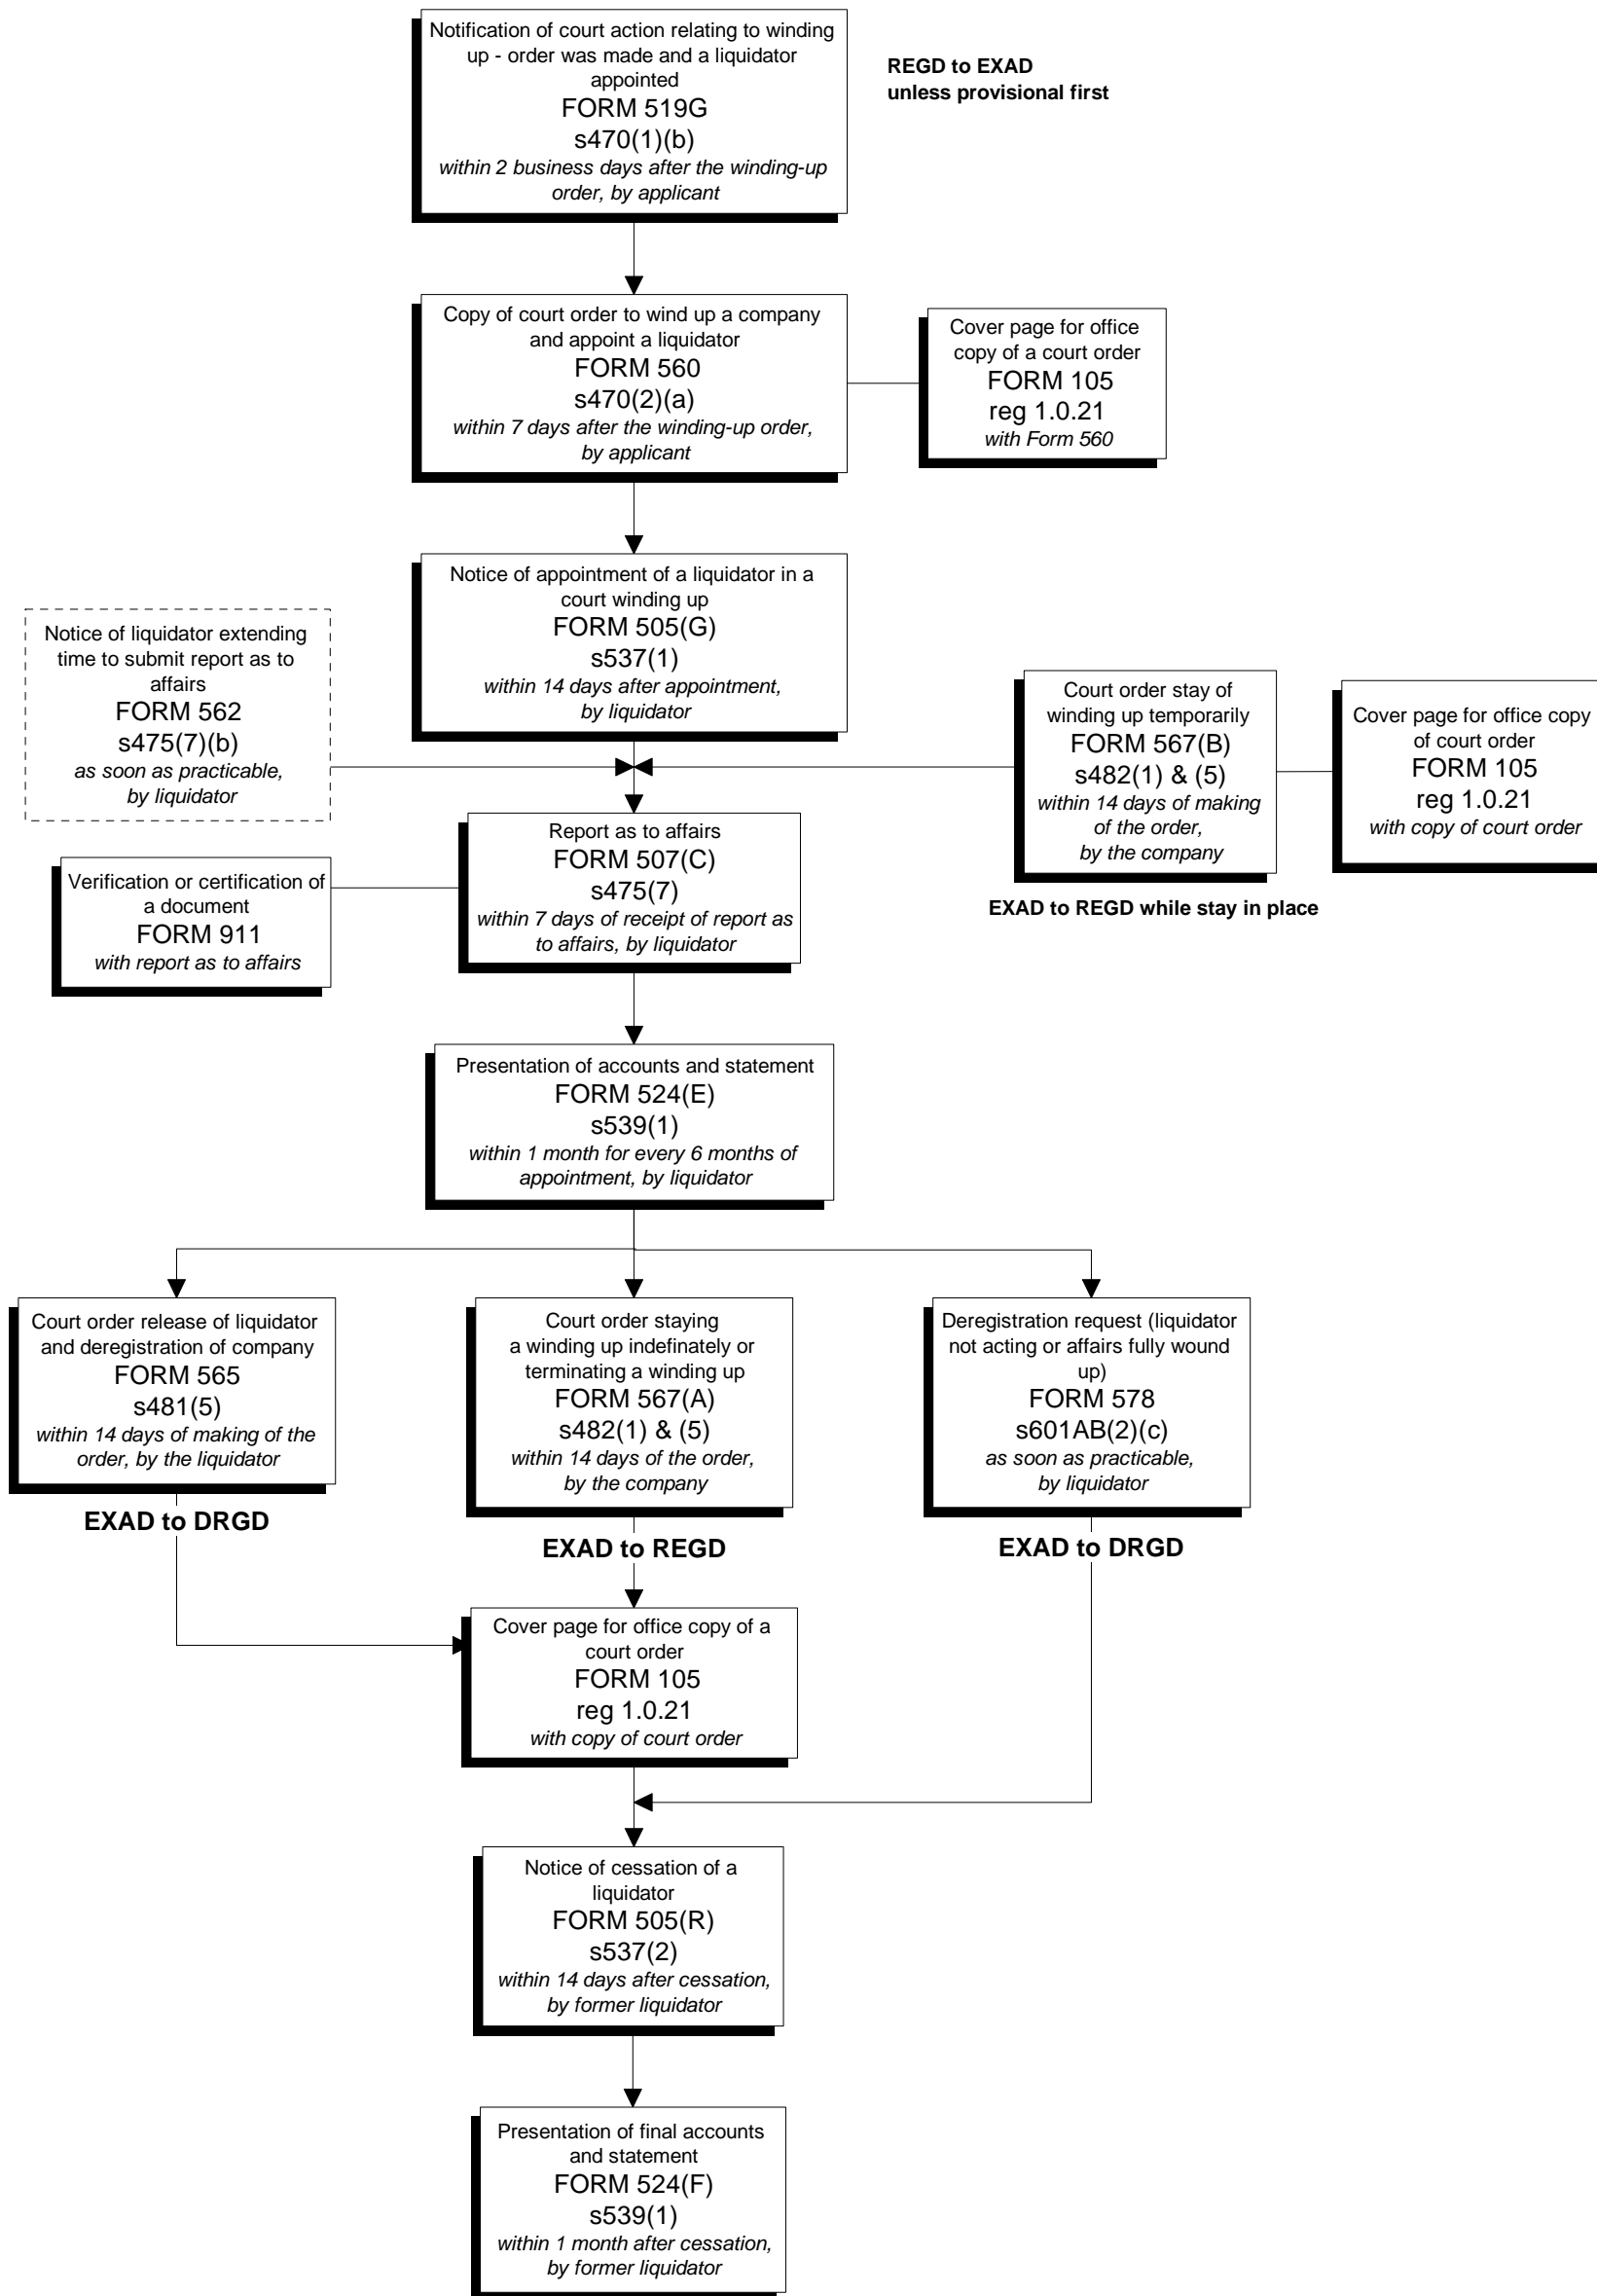 Notification of court action relating to winding
up - order was made and a liquidator
appointed
FORM 519G
s470(1)(b)
within 2 business days after the winding-up
order, by applicant
REGD to EXAD
unless provisional first
Copy of court order to wind up a company
and appoint a liquidator
FORM 560
s470(2)(a)
within 7 days after the winding-up order,
by applicant
Cover page for office
copy of a court order
FORM 105
reg 1.0.21
with Form 560
Notice of appointment of a liquidator in a
court winding up
FORM 505(G)
s537(1)
within 14 days after appointment,
by liquidator
Notice of liquidator extending
time to submit report as to
affairs
FORM 562
s475(7)(b)
as soon as practicable,
by liquidator
Court order stay of
winding up temporarily
FORM 567(B)
s482(1) & (5)
within 14 days of making
of the order,
by the company
Cover page for office copy
of court order
FORM 105
reg 1.0.21
with copy of court order
EXAD to REGD while stay in place
Report as to affairs
FORM 507(C)
s475(7)
within 7 days of receipt of report as
to affairs, by liquidator
Verification or certification of
a document
FORM 911
with report as to affairs
Presentation of accounts and statement
FORM 524(E)
s539(1)
within 1 month for every 6 months of
appointment, by liquidator
Court order release of liquidator
and deregistration of company
FORM 565
s481(5)
within 14 days of making of the
order, by the liquidator
EXAD to DRGD
Court order staying
a winding up indefinately or
terminating a winding up
FORM 567(A)
s482(1) & (5)
within 14 days of the order,
by the company
EXAD to REGD
Deregistration request (liquidator
not acting or affairs fully wound
up)
FORM 578
s601AB(2)(c)
as soon as practicable,
by liquidator
EXAD to DRGD
Cover page for office copy of a
court order
FORM 105
reg 1.0.21
with copy of court order
Notice of cessation of a
liquidator
FORM 505(R)
s537(2)
within 14 days after cessation,
by former liquidator
Presentation of final accounts
and statement
FORM 524(F)
s539(1)
within 1 month after cessation,
by former liquidator